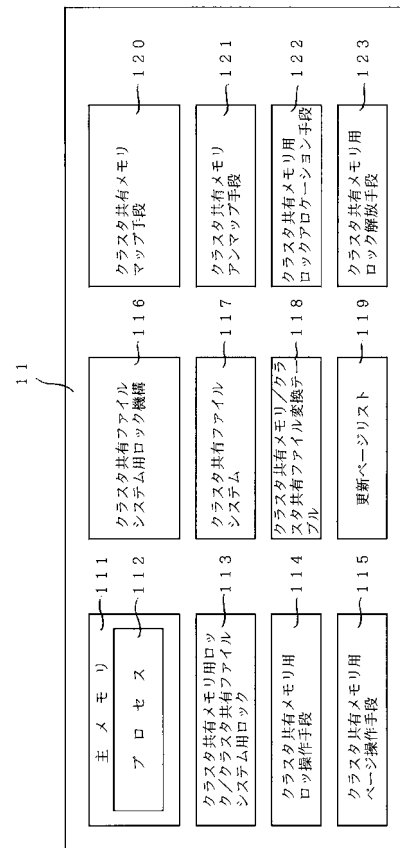 11
主メモリ
111
プロセス
112
クラスタ共有メモリ用ロッ
ク/クラスタ共有ファイル
システム用ロック
113
クラスタ共有メモリ用
ロッ操作手段
114
クラスタ共有メモリ用
ページ操作手段
115
クラスタ共有ファイル
システム用ロック機構
116
クラスタ共有ファイル
システム
117
クラスタ共有メモリ/クラ
スタ共有ファイル変換テー
ブル
118
更新ページリスト
119
クラスタ共有メモリ
マップ手段
120
クラスタ共有メモリ
アンマップ手段
121
クラスタ共有メモリ用
ロックアロケーション手段
122
クラスタ共有メモリ用
ロック解放手段
123